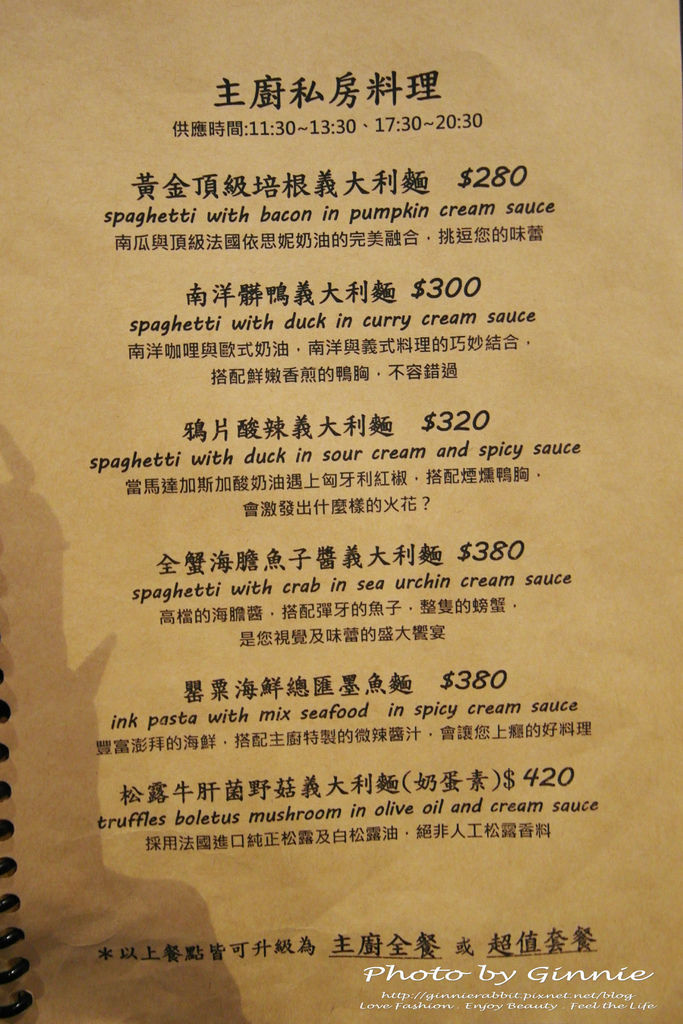 主廚私房料理
供應時間:11:30~13:30、17:30~20:30
黃金頂級培根義大利麵 $280
spaghetti with bacon in pumpkin cream sauce
南瓜與頂級法國依思妮奶油的完美融合，挑逗您的味蕾
南洋髒鴨義大利麵 $300
spaghetti with duck in curry cream sauce
南洋咖哩與歐式奶油，南洋與義式料理的巧妙結合，
搭配鮮嫩香煎的鴨胸，不容錯過
鴉片酸辣義大利麵 $320
spaghetti with duck in sour cream and spicy sauce
當馬達加斯加酸奶油遇上匈牙利紅椒，搭配煙燻鴨胸，
會激發出什麼樣的火花？
全蟹海膽魚子醬義大利麵 $380
spaghetti with crab in sea urchin cream sauce
高檔的海膽醬，搭配彈牙的魚子，整隻的螃蟹，
是您視覺及味蕾的盛大饗宴
罌粟海鮮總匯墨魚麵 $380
ink pasta with mix seafood in spicy cream sauce
豐富澎拜的海鮮，搭配主廚特製的微辣醬汁，會讓您上癮的好料理
松露牛肝菌野菇義大利麵(奶蛋素)$ 420
truffles boletus mushroom in olive oil and cream sauce
採用法國進口純正松露及白松露油，絕非人工松露香料
＊以上餐點皆可升級為 主廚全餐 或 超值套餐
Photo by Ginnie
http://ginnierabbit.pixnet.net/blog
Love Fashion . Enjoy Beauty . Feel the Life